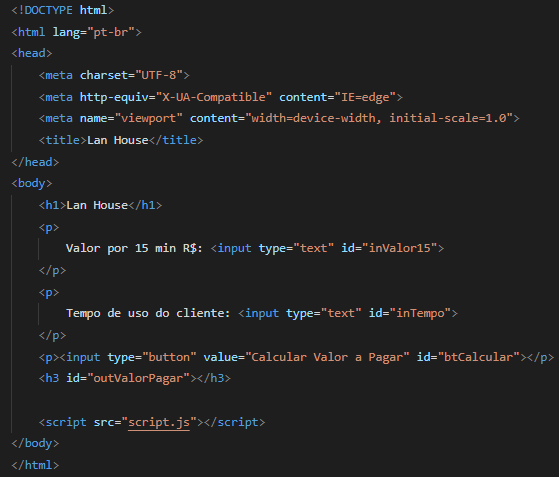 <!DOCTYPE html>
<html lang="pt-br">
<head>
    <meta charset="UTF-8">
    <meta http-equiv="X-UA-Compatible" content="IE=edge">
    <meta name="viewport" content="width=device-width, initial-scale=1.0">
    <title>Lan House</title>
</head>
<body>
    <h1>Lan House</h1>
    <p>
        Valor por 15 min R$: <input type="text" id="inValor15">
    </p>
    <p>
        Tempo de uso do cliente: <input type="text" id="inTempo">
    </p>
    <p><input type="button" value="Calcular Valor a Pagar" id="btCalcular"></p>
    <h3 id="outValorPagar"></h3>

    <script src="script.js"></script>
</body>
</html>